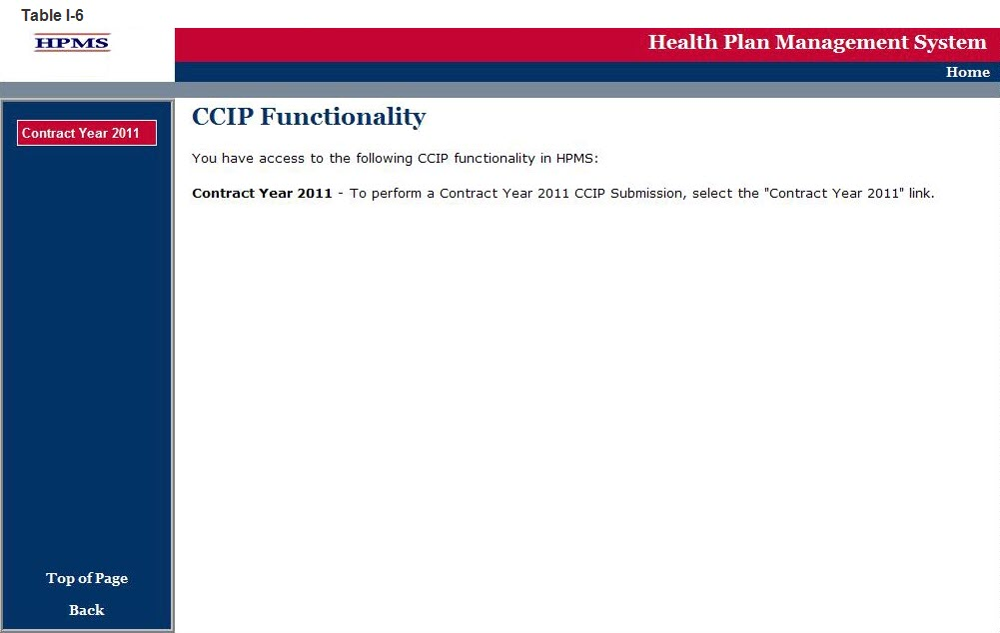 Table I-6
HPMS
Health Plan Management System
Home
Contract Year 2011
CCIP Functionality
You have access to the following CCIP functionality in HPMS:
Contract Year 2011 - To perform a Contract Year 2011 CCIP Submission, select the "Contract Year 2011" link.
Top of Page
Back